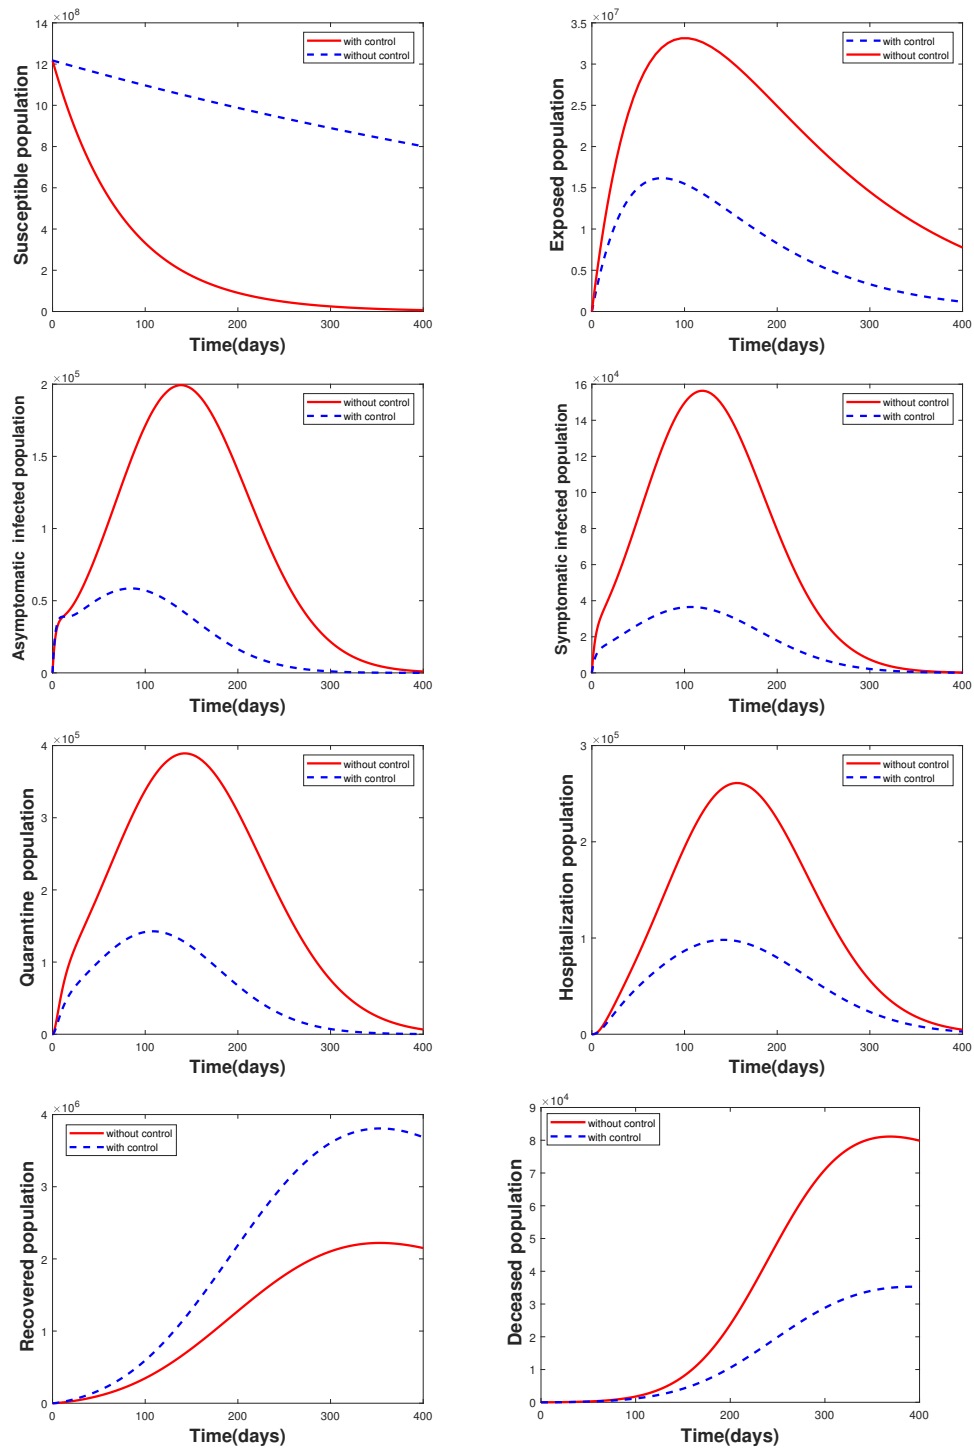 ×10^8
14
12
10
8
6
4
2
0
0 100 200 300 400
Susceptible population
Time(days)
with control
without control
×10^7
3.5
3
2.5
2
1.5
1
0.5
0
0 100 200 300 400
Exposed population
Time(days)
with control
without control
×10^5
2
1.5
1
0.5
0
0 100 200 300 400
Asymptomatic infected population
Time(days)
without control
with control
×10^4
16
14
12
10
8
6
4
2
0
0 100 200 300 400
Symptomatic infected population
Time(days)
without control
with control
×10^5
4
3
2
1
0
0 100 200 300 400
Quarantine population
Time(days)
without control
with control
×10^5
3
2
1
0
0 100 200 300 400
Hospitalization population
Time(days)
without control
with control
×10^6
4
3
2
1
0
0 100 200 300 400
Recovered population
Time(days)
without control
with control
×10^4
9
8
7
6
5
4
3
2
1
0
0 100 200 300 400
Deceased population
Time(days)
without control
with control